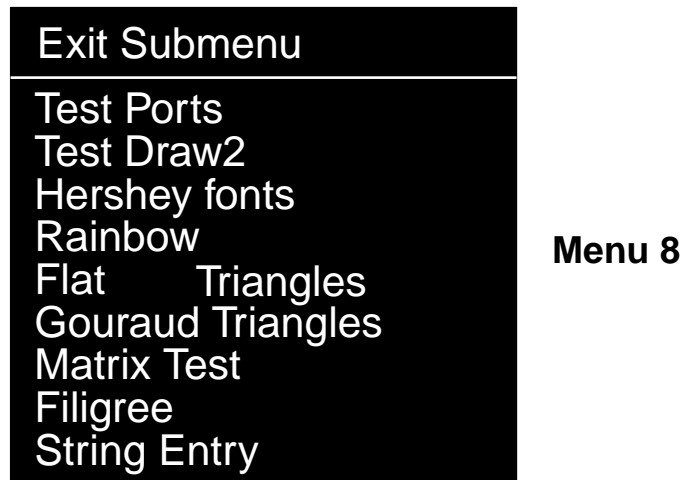 Exit Submenu
Test Ports
Test Draw2
Hershey fonts
Rainbow
Flat Triangles
Gouraud Triangles
Matrix Test
Filigree
String Entry
Menu 8